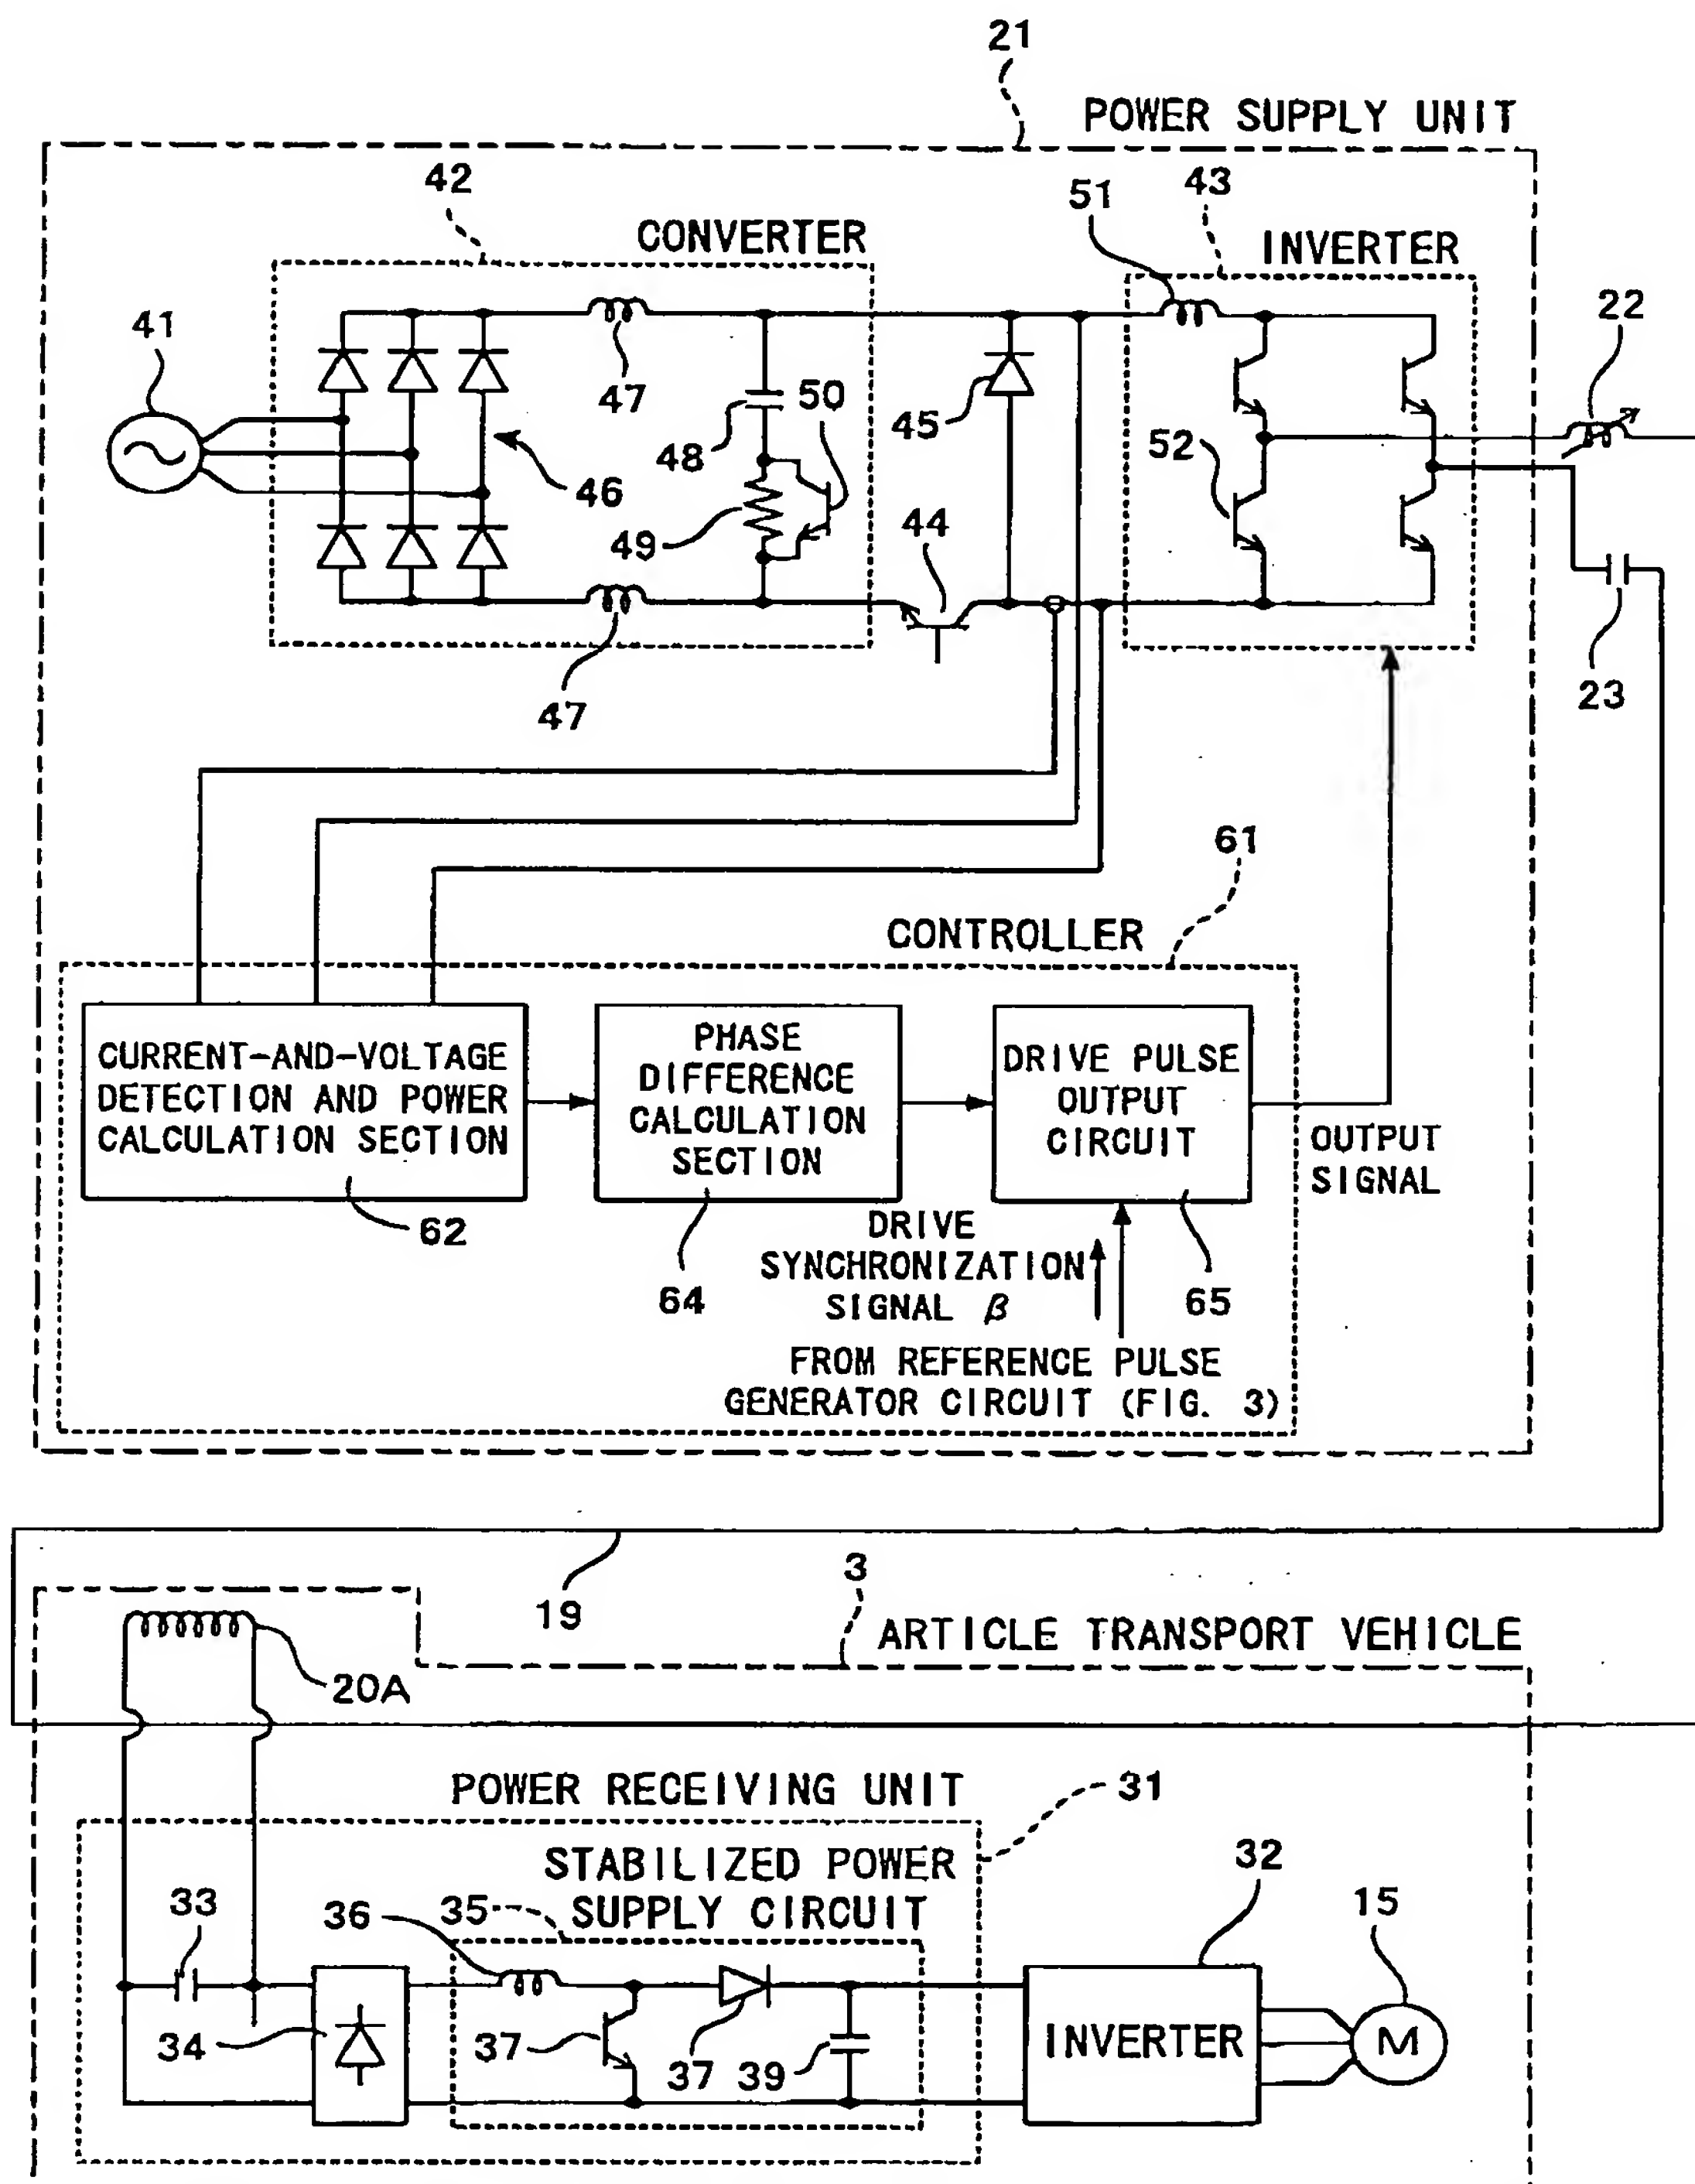 21
POWER SUPPLY UNIT
42
51
43
CONVERTER
INVERTER
41
22
47
50
45
48
52
46
49
44
47
23
61
CONTROLLER
CURRENT-AND-VOLTAGE
DETECTION AND POWER
CALCULATION SECTION
PHASE
DIFFERENCE
CALCULATION
SECTION
DRIVE PULSE
OUTPUT
CIRCUIT
OUTPUT
SIGNAL
62
64
DRIVE
SYNCHRONIZATION
SIGNAL β
65
FROM REFERENCE PULSE
GENERATOR CIRCUIT (FIG. 3)
19
3
ARTICLE TRANSPORT VEHICLE
20A
POWER RECEIVING UNIT
31
STABILIZED POWER
SUPPLY CIRCUIT
33
36
35
32
15
34
37
37
39
INVERTER
M